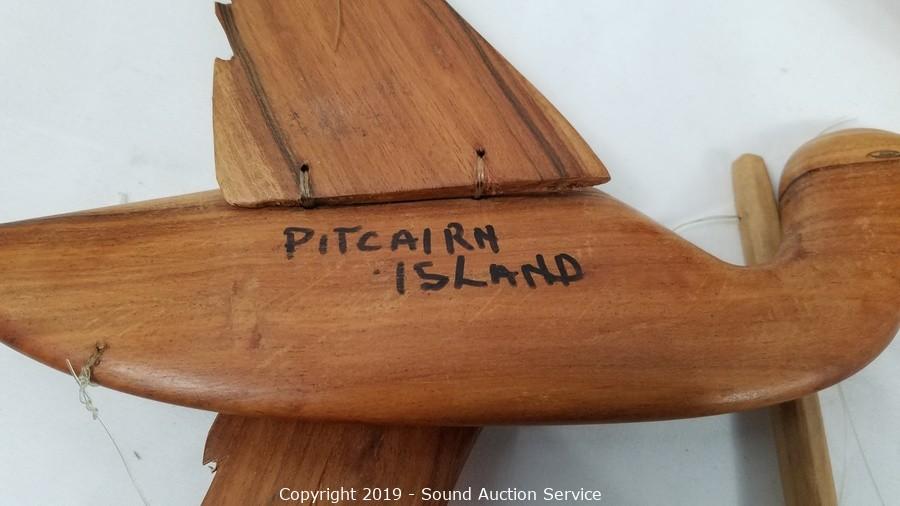 PITCAIRN
ISLAND
Copyright 2019 - Sound Auction Service